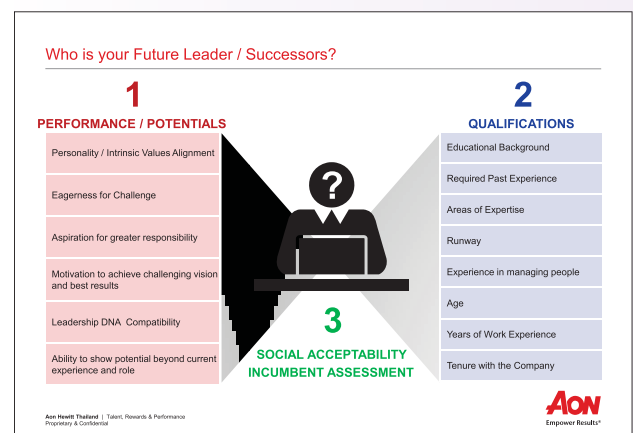 Who is your Future Leader / Successors?
1
PERFORMANCE / POTENTIALS
Personality / Intrinsic Values Alignment
Eagerness for Challenge
Aspiration for greater responsibility
Motivation to achieve challenging vision
and best results
Leadership DNA Compatibility
Ability to show potential beyond current
experience and role
?
3
SOCIAL ACCEPTABILITY
INCUMBENT ASSESSMENT
2
QUALIFICATIONS
Educational Background
Required Past Experience
Areas of Expertise
Runway
Experience in managing people
Age
Years of Work Experience
Tenure with the Company
Aon Hewitt Thailand | Talent, Rewards & Performance
Proprietary & Confidential
AON
Empower Results®